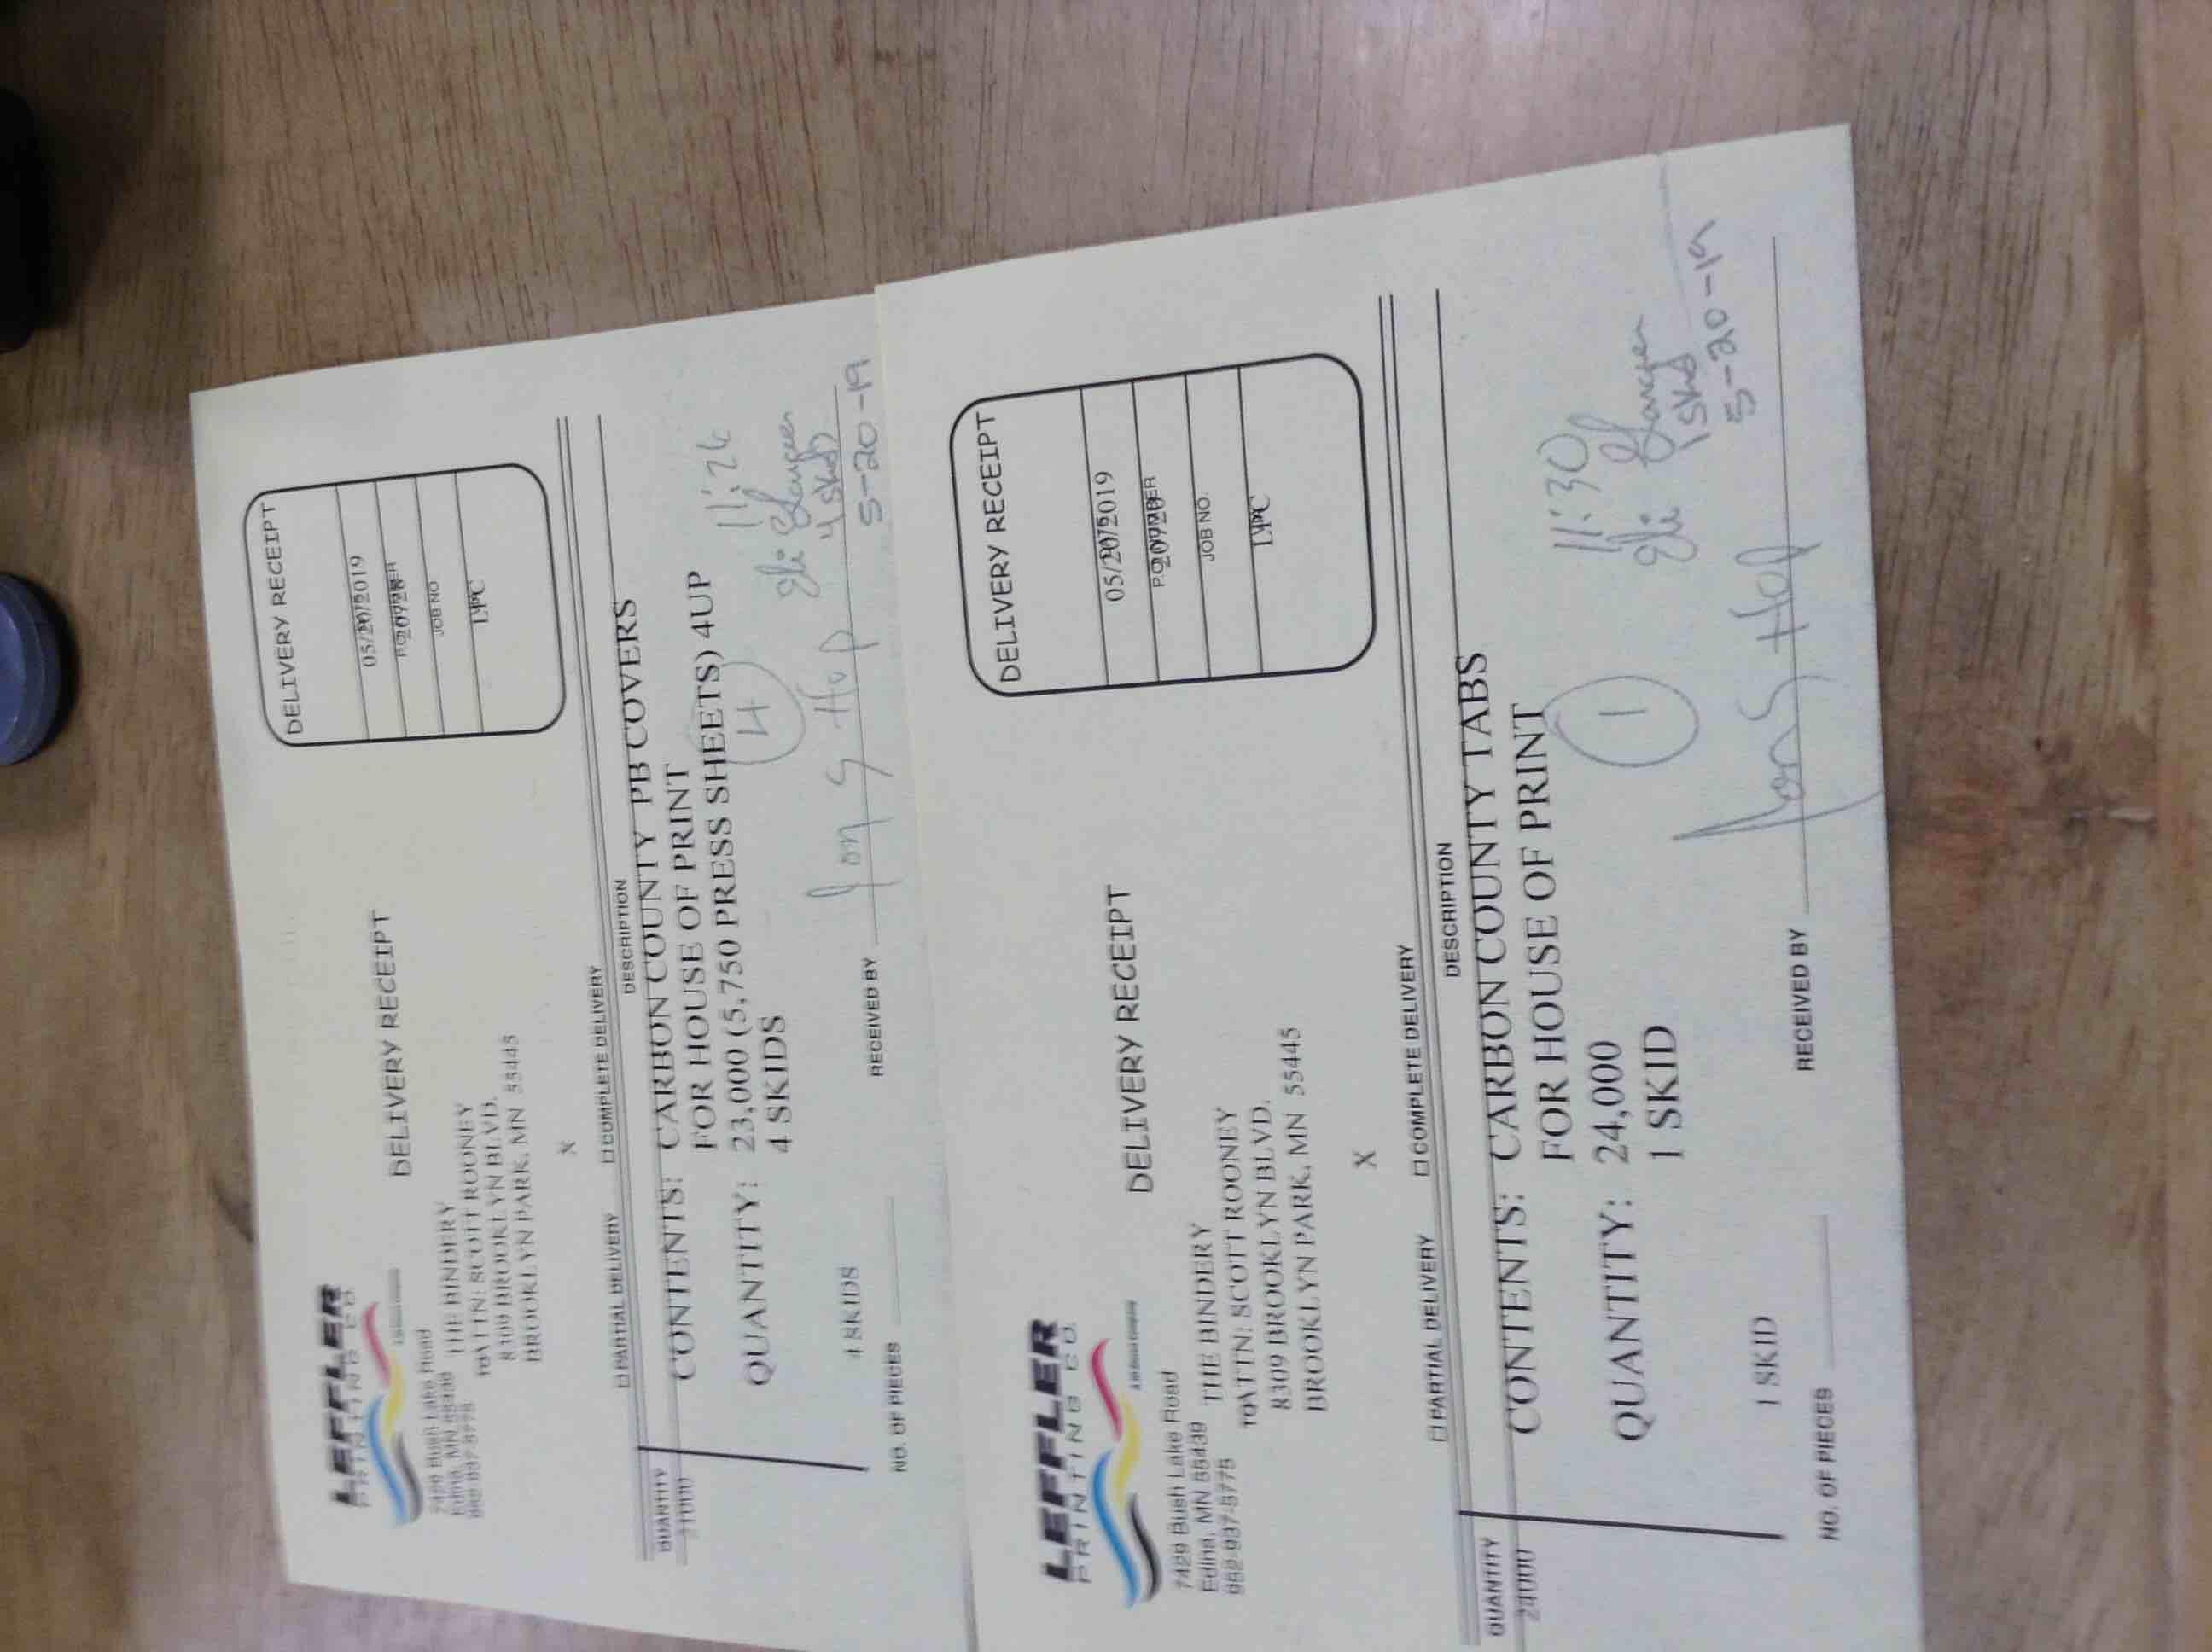 LEFFLER
PRINTING CO.
7429 Bush Lake Road
Edina, MN 55439
952-937-8775
DELIVERY RECEIPT
DELIVERY RECEIPT
05/20/2019
JOB NO
THE BINDERY
ATTN: SCOTT ROONEY
8309 BROOKLYN BLVD.
BROOKLYN PARK, MN 55445
X
PARTIAL DELIVERY
COMPLETE DELIVERY
QUANTITY
DESCRIPTION
CONTENTS: CARBON COUNTY PB COVERS
FOR HOUSE OF PRINT
QUANTITY: 23,000 (5,750 PRESS SHEETS) 4UP
4 SKIDS
11:26
4
Eli
4 Skids
4 SKIDS
5-20-19
NO. OF PIECES
RECEIVED BY
LEFFLER
PRINTING CO.
7429 Bush Lake Road
Edina, MN 55439
952-937-8775
DELIVERY RECEIPT
DELIVERY RECEIPT
05/20/2019
JOB NO.
THE BINDERY
ATTN: SCOTT ROONEY
8309 BROOKLYN BLVD.
BROOKLYN PARK, MN 55445
X
PARTIAL DELIVERY
COMPLETE DELIVERY
QUANTITY
DESCRIPTION
24000
CONTENTS: CARBON COUNTY TABS
FOR HOUSE OF PRINT
QUANTITY: 24,000
1 SKID
11:30
1
Eli
1 Skid
5-20-19
1 SKID
NO. OF PIECES
RECEIVED BY